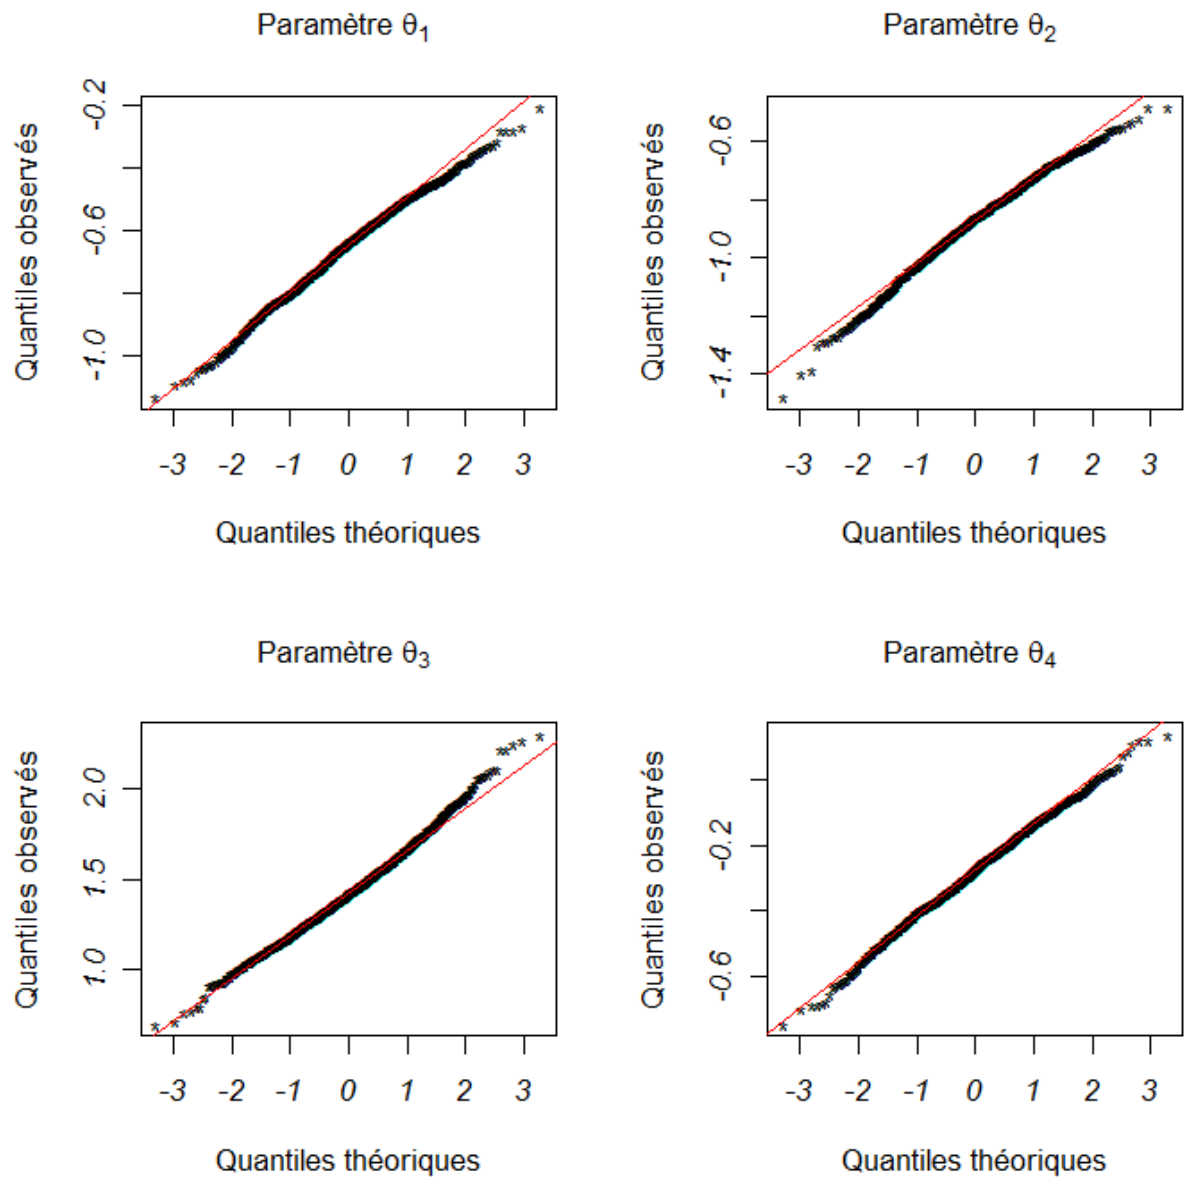 Paramètre θ1
Quantiles observés
-0.2
-0.6
-1.0
-3 -2 -1 0 1 2 3
Quantiles théoriques
Paramètre θ2
Quantiles observés
-0.6
-1.0
-1.4
-3 -2 -1 0 1 2 3
Quantiles théoriques
Paramètre θ3
Quantiles observés
2.0
1.5
1.0
-3 -2 -1 0 1 2 3
Quantiles théoriques
Paramètre θ4
Quantiles observés
-0.2
-0.6
-3 -2 -1 0 1 2 3
Quantiles théoriques